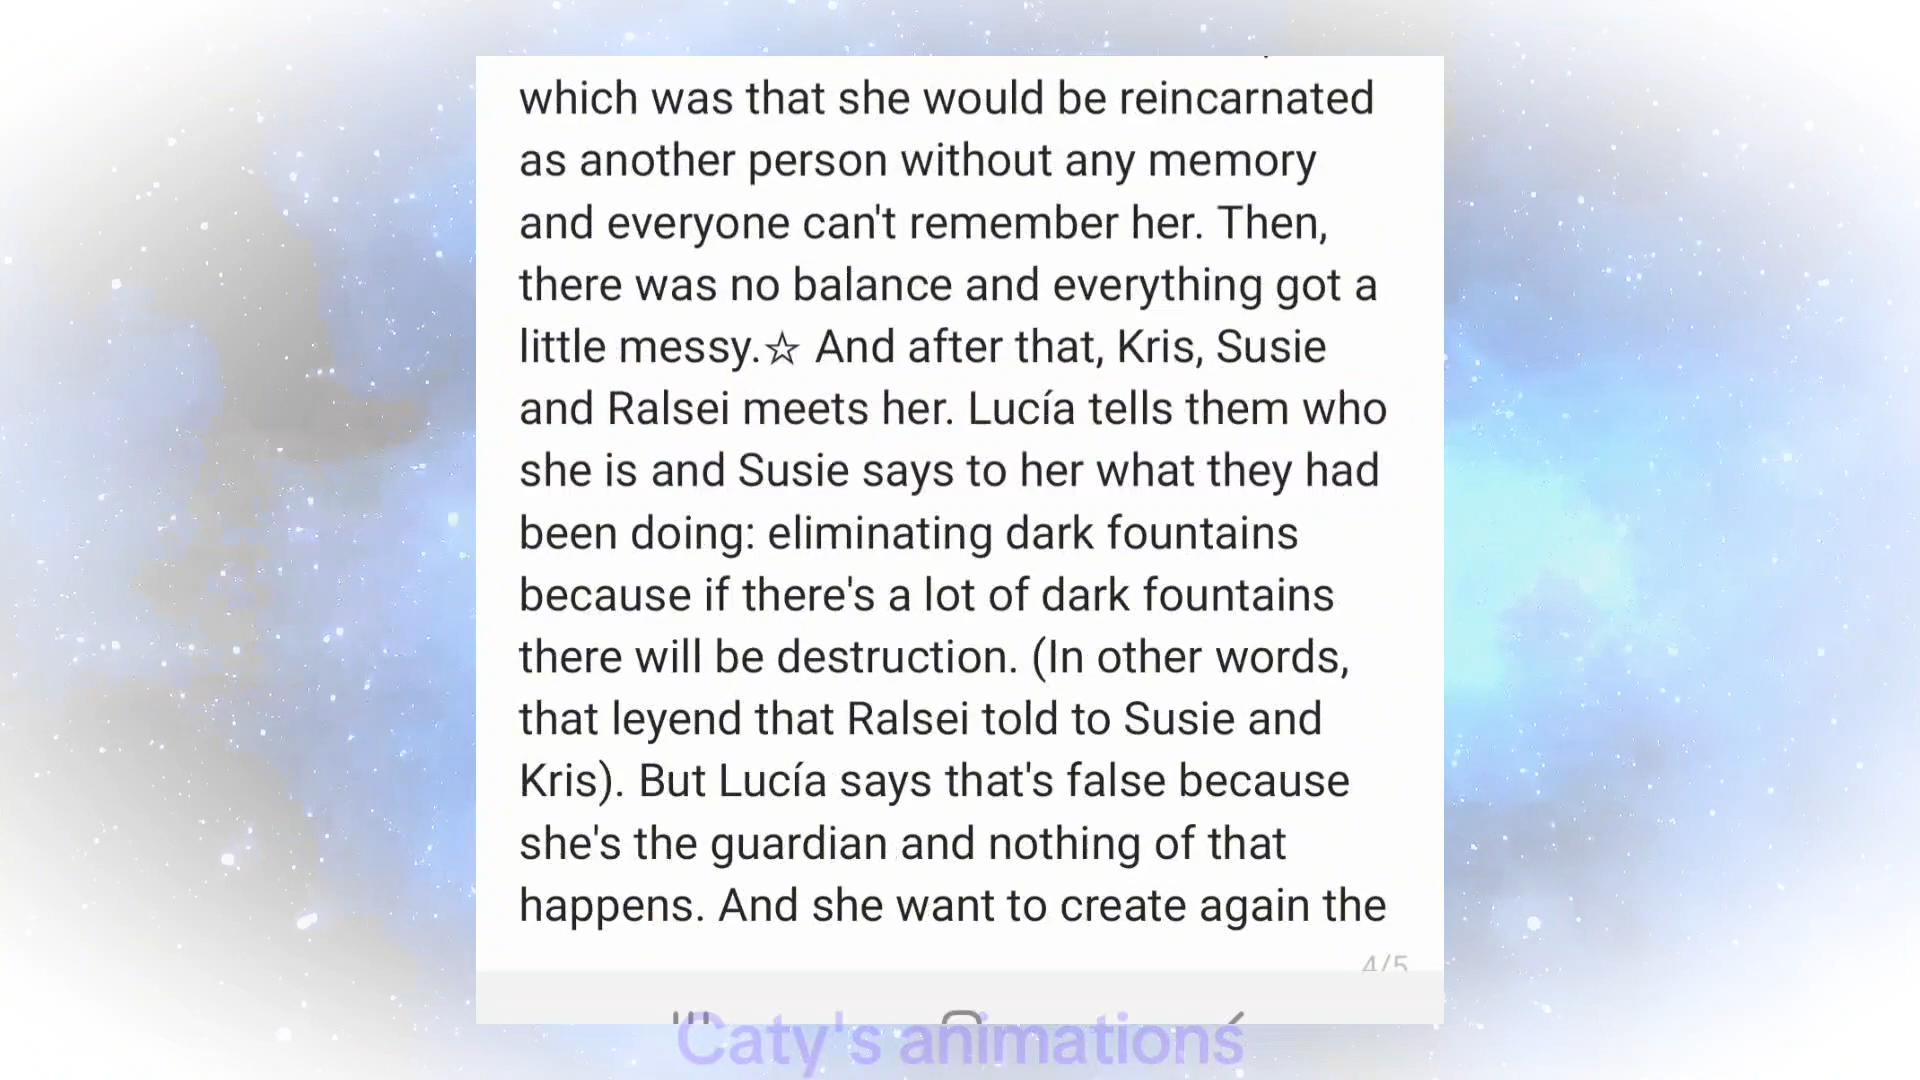 which was that she would be reincarnated
as another person without any memory
and everyone can't remember her. Then,
there was no balance and everything got a
little messy.☆ And after that, Kris, Susie
and Ralsei meets her. Lucía tells them who
she is and Susie says to her what they had
been doing: eliminating dark fountains
because if there's a lot of dark fountains
there will be destruction. (In other words,
that leyend that Ralsei told to Susie and
Kris). But Lucía says that's false because
she's the guardian and nothing of that
happens. And she want to create again the
4/5
Caty's animations